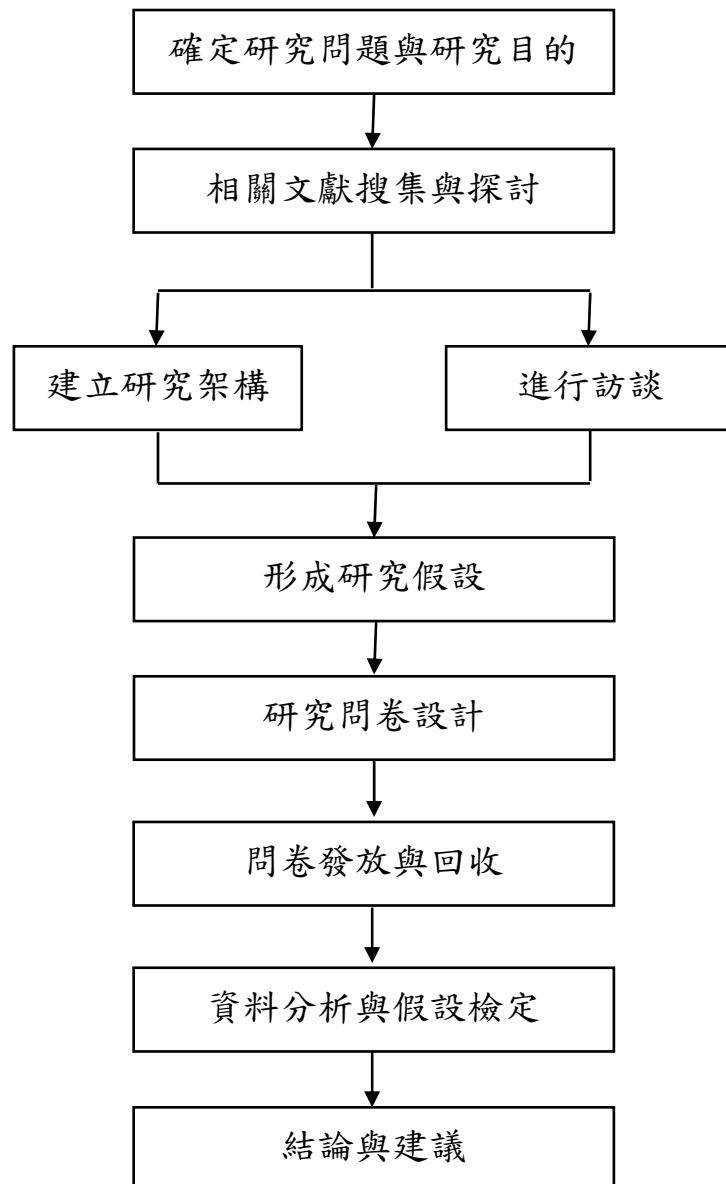 確定研究問題與研究目的
相關文獻搜集與探討
建立研究架構
進行訪談
形成研究假設
研究問卷設計
問卷發放與回收
資料分析與假設檢定
結論與建議